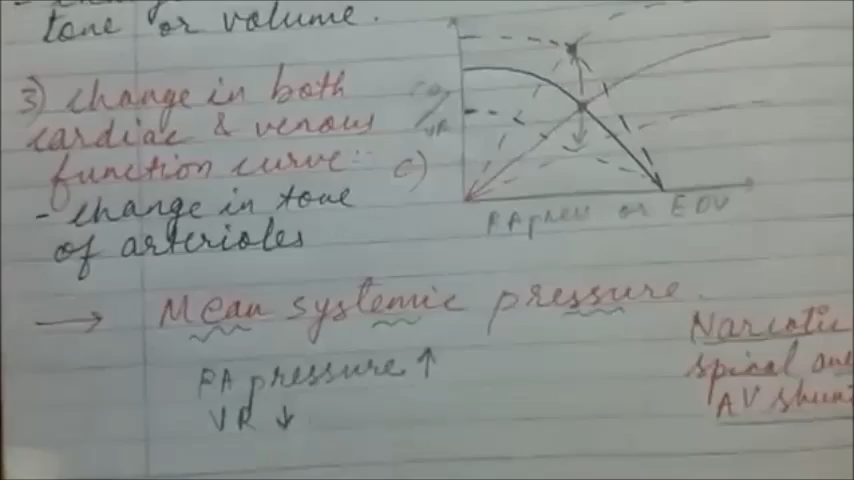 tone or volume.
3) change in both
cardiac & venous
function curve:-
- change in tone
of arterioles
c)
CO/
VR
RA pres or EDV
→ Mean systemic pressure.
RA pressure ↑
VR ↓
Narcotic
spinal
AV shunt